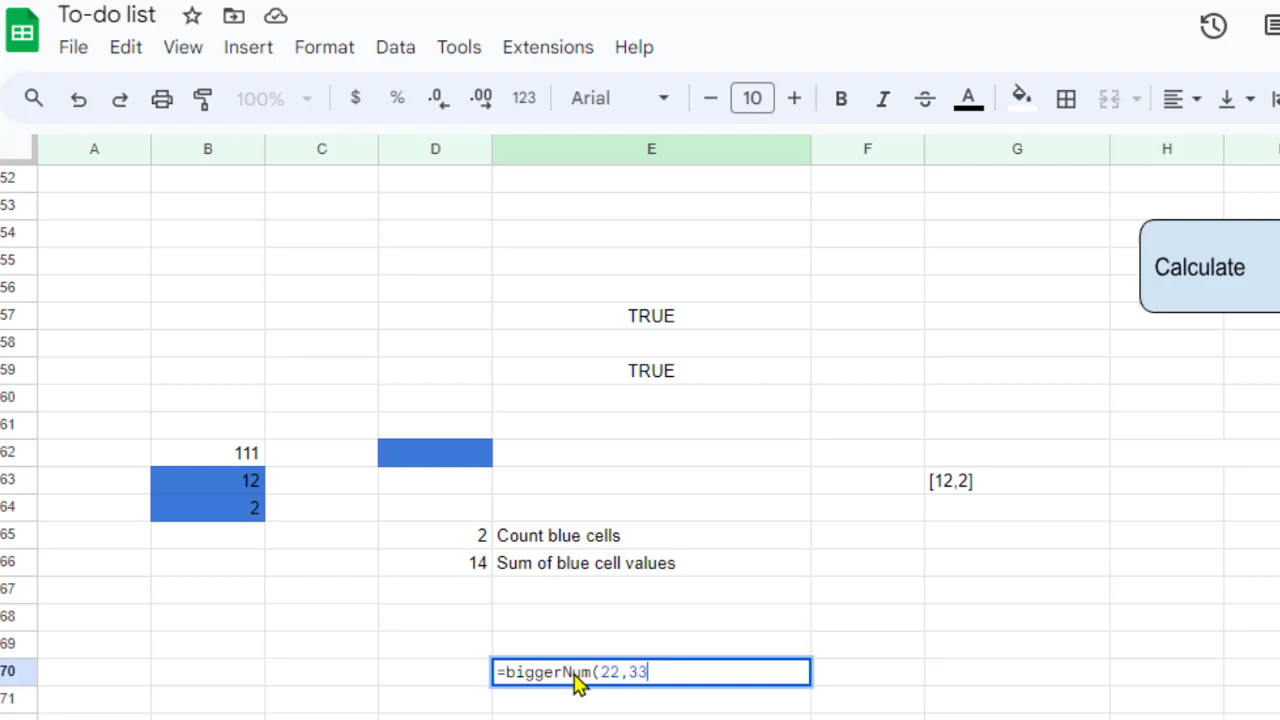 To-do list
File Edit View Insert Format Data Tools Extensions Help
100% $ % .0 .00 123 Arial 10 B I A
A B C D E F G H
52
53
54
Calculate
55
56
57 TRUE
58
59 TRUE
60
61
62 111
63 12 [12,2]
64 2
65 2 Count blue cells
66 14 Sum of blue cell values
67
68
69
70 =biggerNum(22,33
71